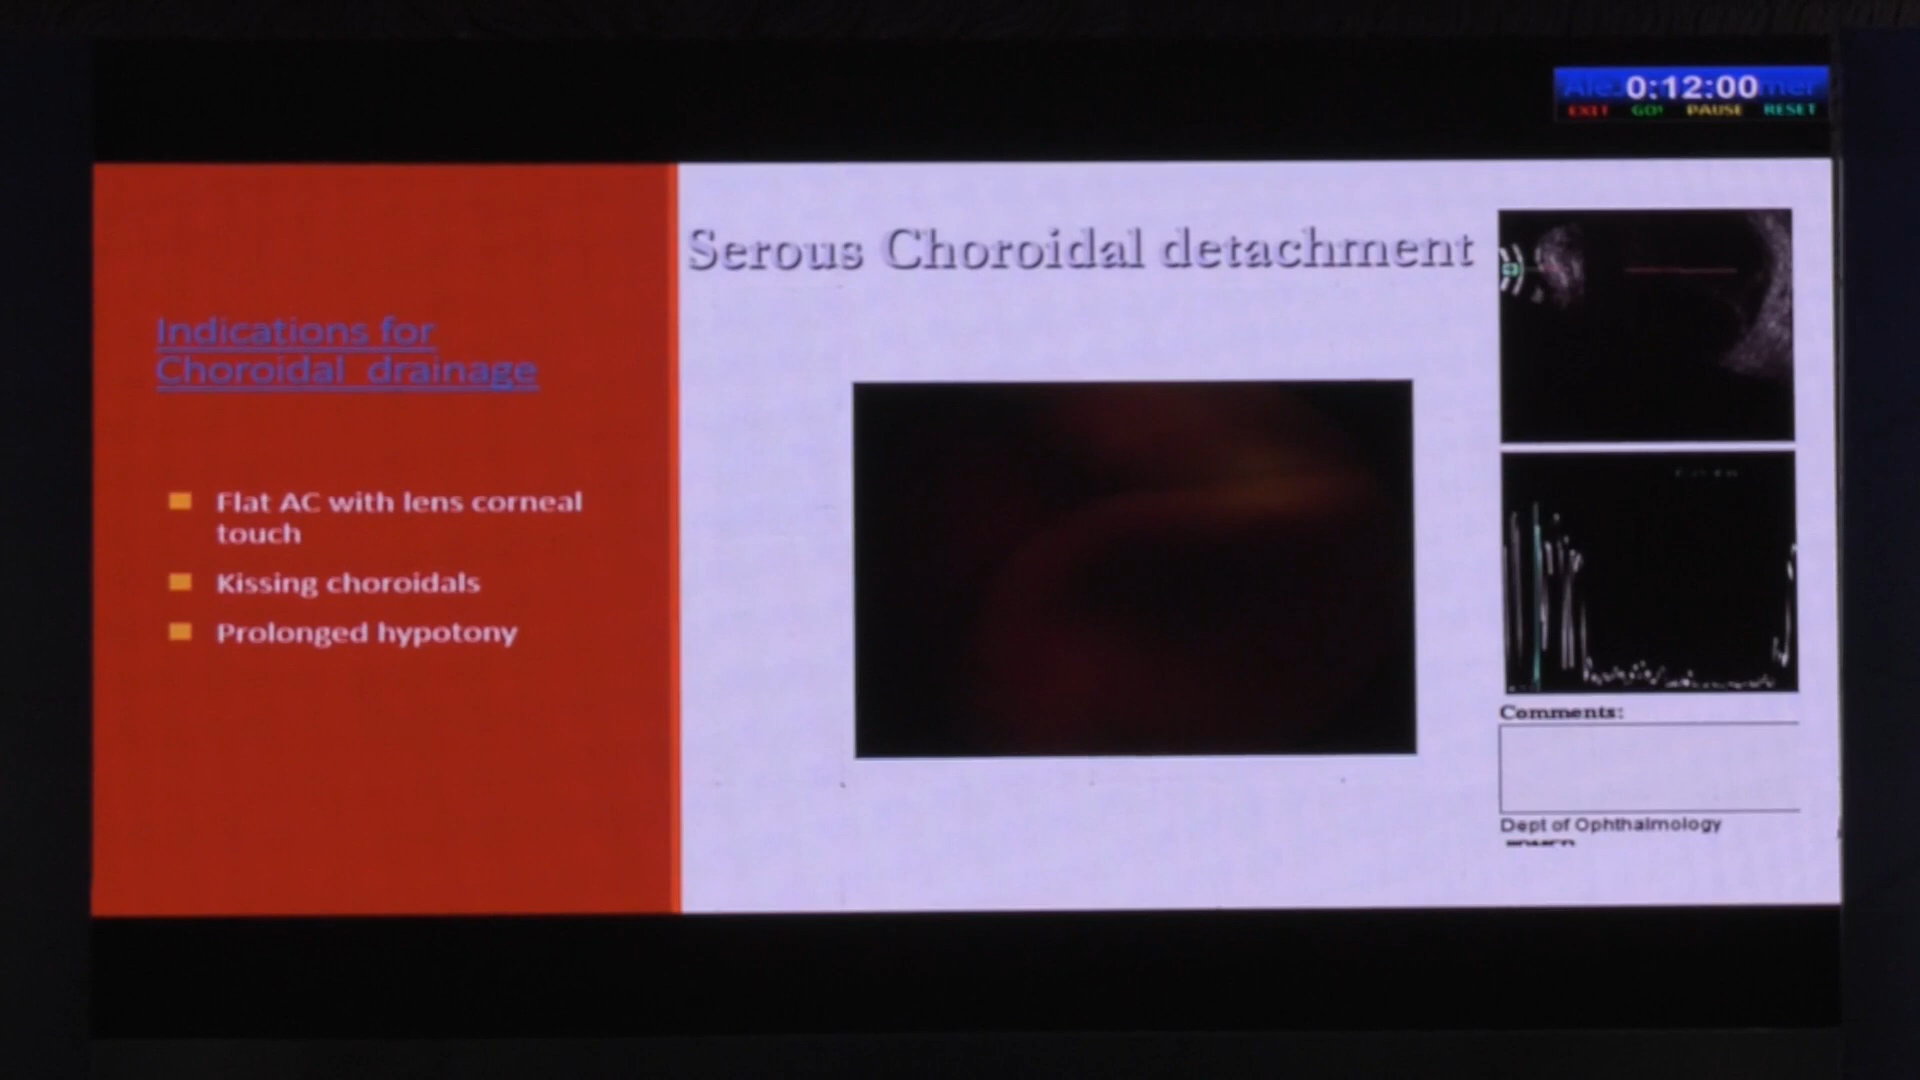 0:12:00
EXIT GO! PAUSE RESET
Serous Choroidal detachment
Indications for
Choroidal drainage
Flat AC with lens corneal
touch
Kissing choroidals
Prolonged hypotony
Comments:
Dept of Ophthalmology